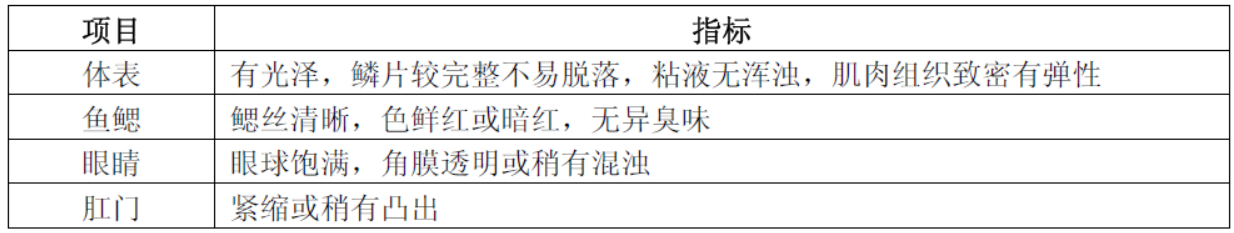 项目 指标
体表 有光泽，鳞片较完整不易脱落，粘液无浑浊，肌肉组织致密有弹性
鱼鳃 鳃丝清晰，色鲜红或暗红，无异臭味
眼睛 眼球饱满，角膜透明或稍有混浊
肛门 紧缩或稍有凸出